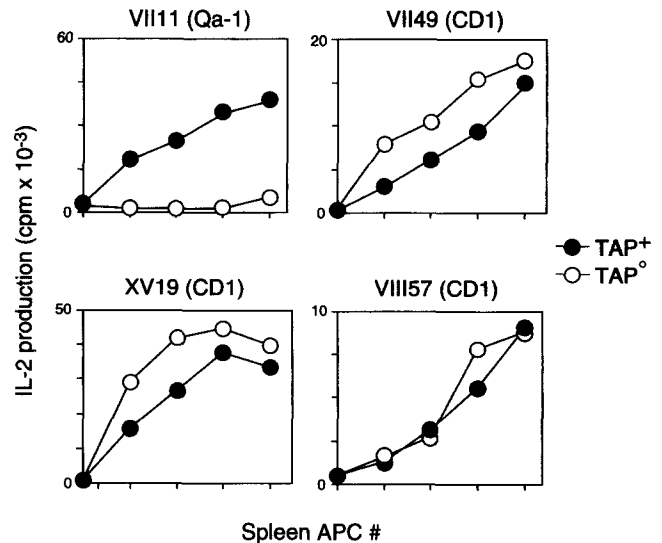 VII11 (Qa-1)
VII49 (CD1)
60
0
20
0
IL-2 production (cpm x 10-3)
TAP+
TAP°
XV19 (CD1)
VIII57 (CD1)
50
0
10
0
Spleen APC #